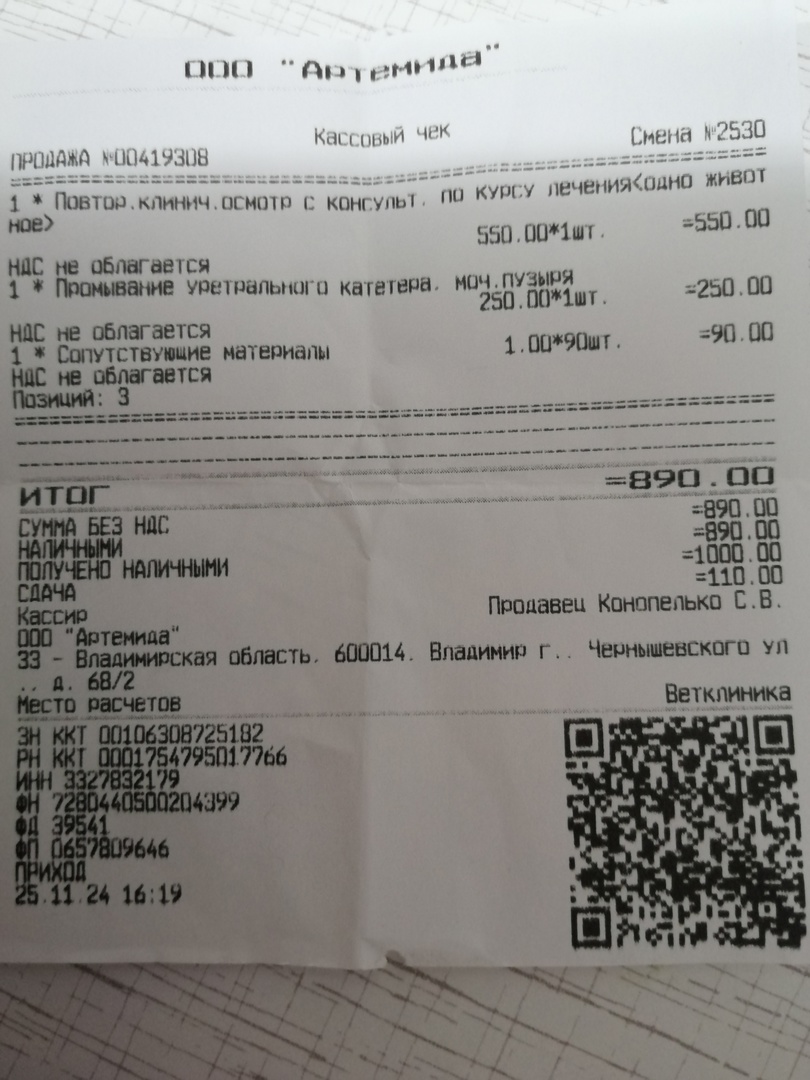 ООО "Артемида"
Кассовый чек
ПРОДАЖА №00419308 Смена №2530
1 * Повтор.клинич.осмотр с консульт. по курсу лечения<одно живот
ное> 550.00*1шт. =550.00
НДС не облагается
1 * Промывание уретрального катетера, моч.пузыря
250.00*1шт. =250.00
НДС не облагается
1 * Сопутствующие материалы 1.00*90шт. =90.00
НДС не облагается
Позиций: 3
ИТОГ =890.00
СУММА БЕЗ НДС =890.00
НАЛИЧНЫМИ =890.00
ПОЛУЧЕНО НАЛИЧНЫМИ =1000.00
СДАЧА =110.00
Кассир Продавец Конопелько С.В.
ООО "Артемида"
33 - Владимирская область, 600014, Владимир г., Чернышевского ул
., д. 68/2
Место расчетов Ветклиника
ЗН ККТ 00106308725182
РН ККТ 0001754795017766
ИНН 3327832179
ФН 7280440500204399
ФД 39541
ФП 0657809646
ПРИХОД
25.11.24 16:19